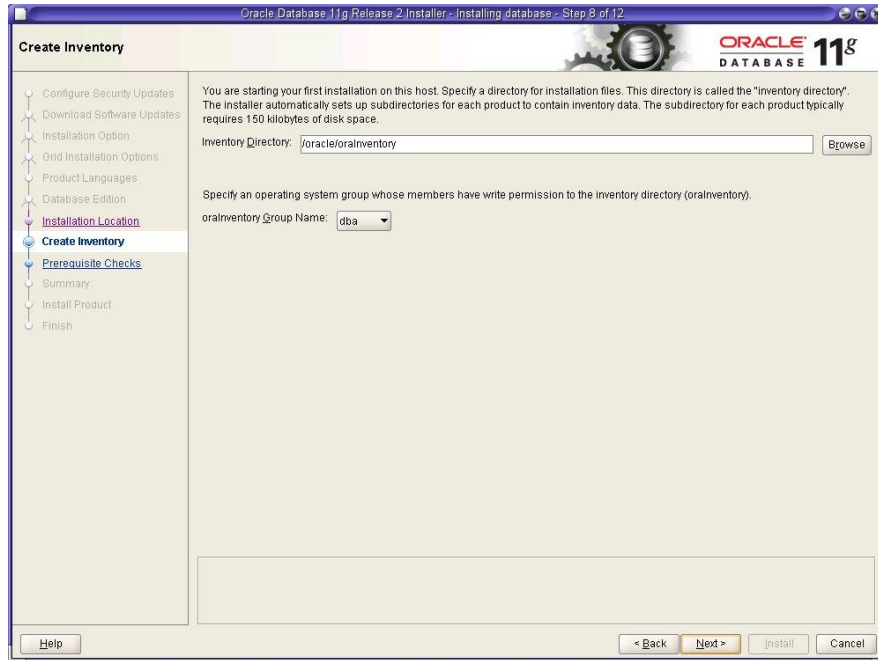 Oracle Database 11g Release 2 Installer - Installing database - Step 8 of 12
Create Inventory
ORACLE
DATABASE
11g
Configure Security Updates
Download Software Updates
Installation Option
Grid Installation Options
Product Languages
Database Edition
Installation Location
Create Inventory
Prerequisite Checks
Summary
Install Product
Finish
You are starting your first installation on this host. Specify a directory for installation files. This directory is called the "inventory directory".
The installer automatically sets up subdirectories for each product to contain inventory data. The subdirectory for each product typically
requires 150 kilobytes of disk space.
Inventory Directory: /oracle/oraInventory
Browse
Specify an operating system group whose members have write permission to the inventory directory (oraInventory).
oraInventory Group Name: dba
Help
< Back
Next >
Install
Cancel